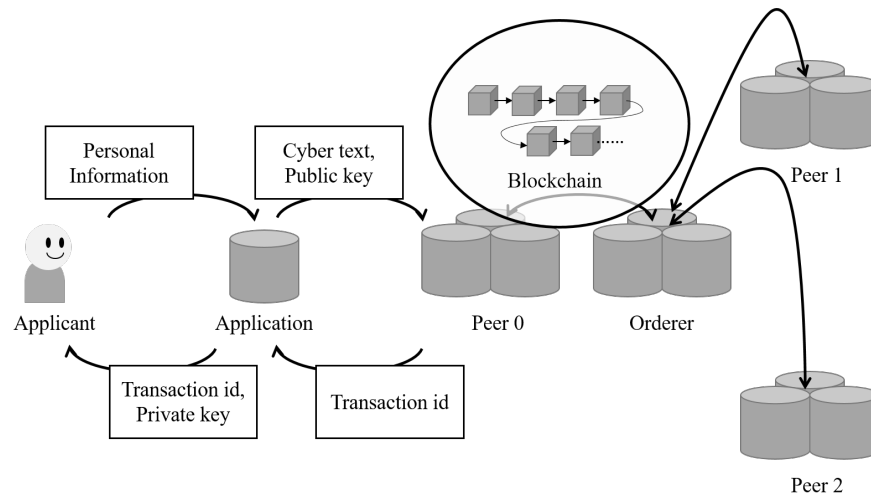 Personal
Information
Cyber text,
Public key
Blockchain
Peer 1
Applicant
Application
Peer 0
Orderer
Transaction id,
Private key
Transaction id
Peer 2